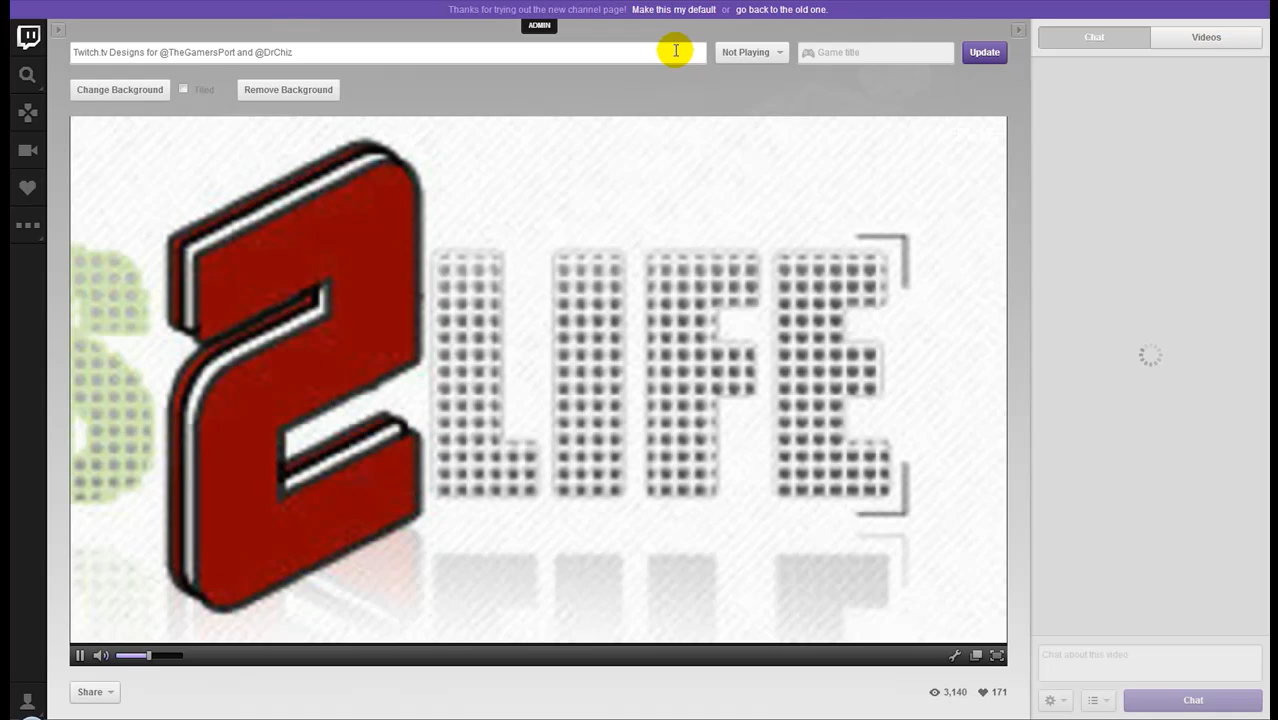 Thanks for trying out the new channel page! Make this my default or go back to the old one.
ADMIN
Twitch.tv Designs for @TheGamersPort and @DrChiz
Not Playing
Game title
Update
Chat
Videos
Change Background
Tiled
Remove Background
2 LIFE
Chat about this video
Share
3,140
171
Chat